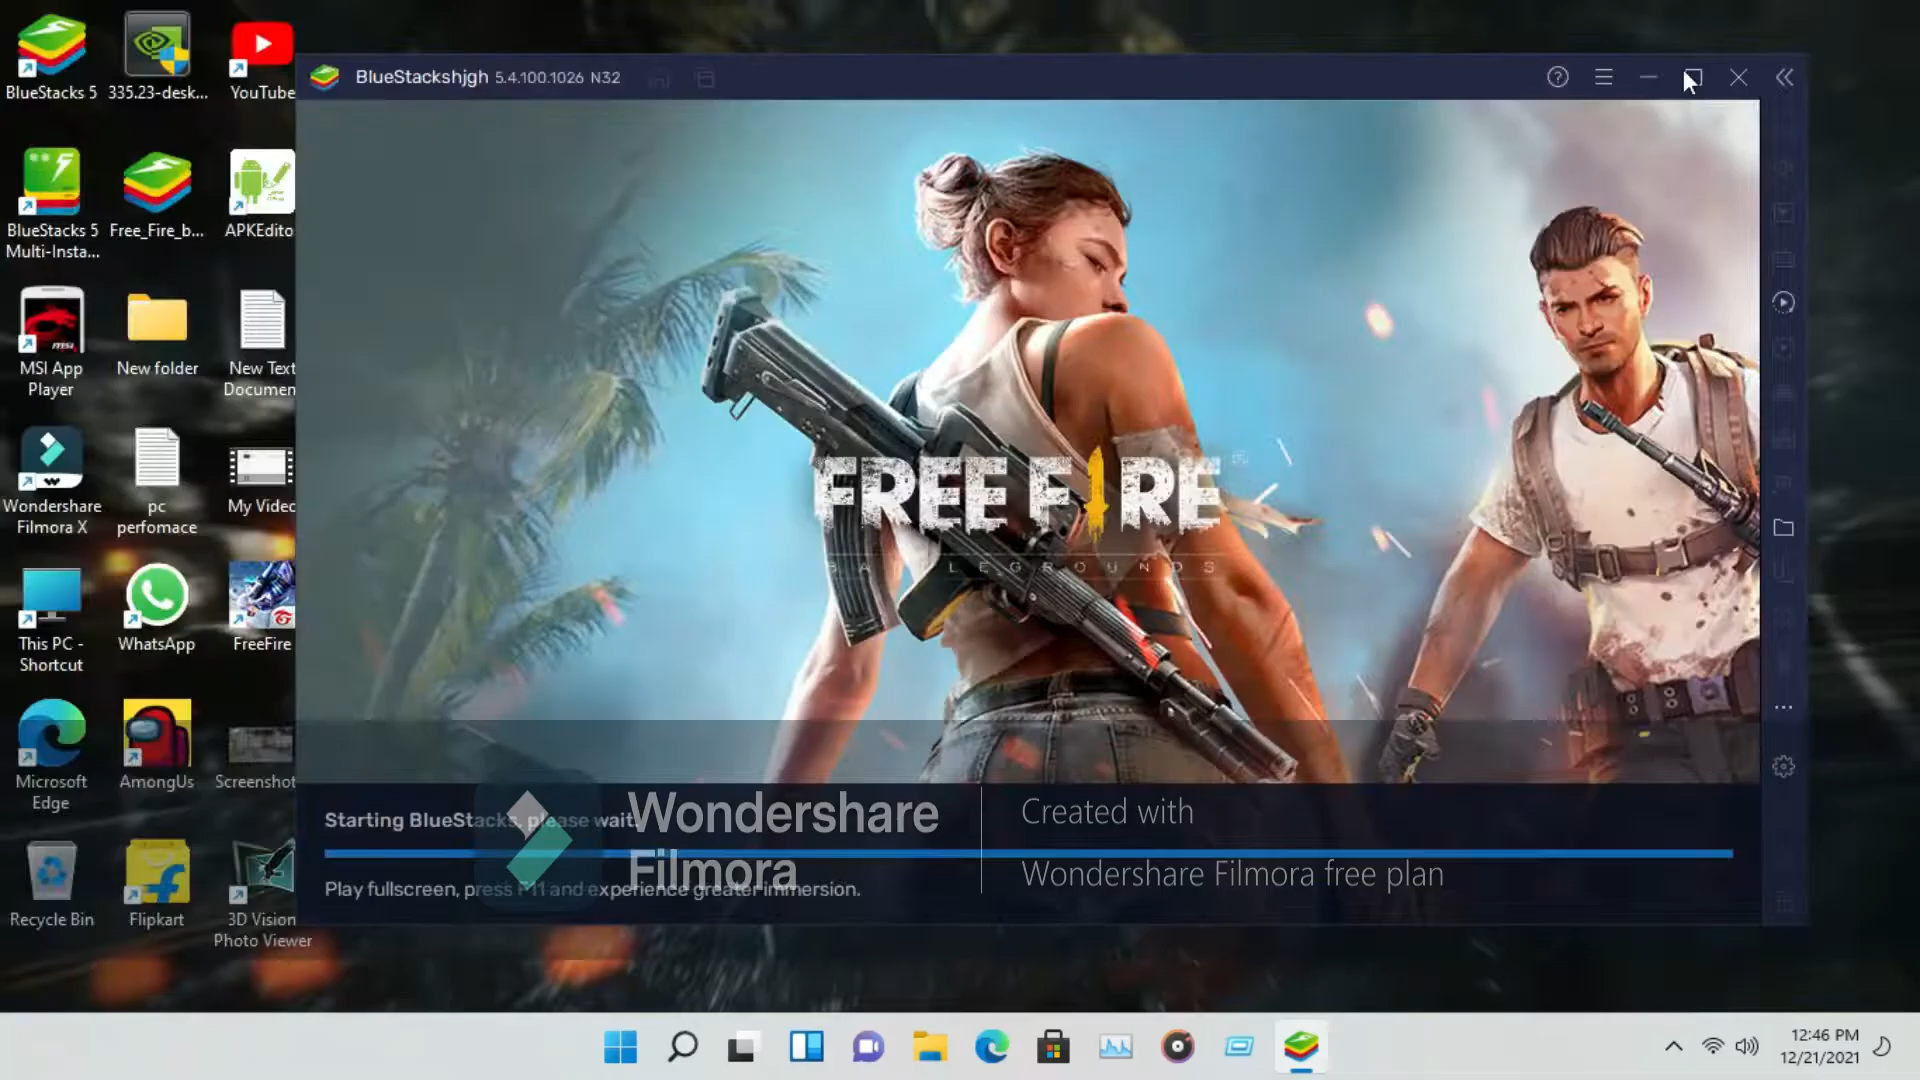 BlueStacks 5
335.23-desk...
YouTube
BlueStacks 5
Multi-Insta...
Free_Fire_b...
APKEdito
MSI App
Player
New folder
New Text
Documen
Wondershare
Filmora X
pc
perfomace
My Videc
This PC -
Shortcut
WhatsApp
FreeFire
Microsoft
Edge
AmongUs
Screenshot
Recycle Bin
Flipkart
3D Vision
Photo Viewer
BlueStackshjgh 5.4.100.1026 N32
FREE FIRE
BATTLEGROUNDS
Starting BlueStacks, please wait.
Play fullscreen, press F11 and experience greater immersion.
Wondershare
Filmora
Created with
Wondershare Filmora free plan
12:46 PM
12/21/2021